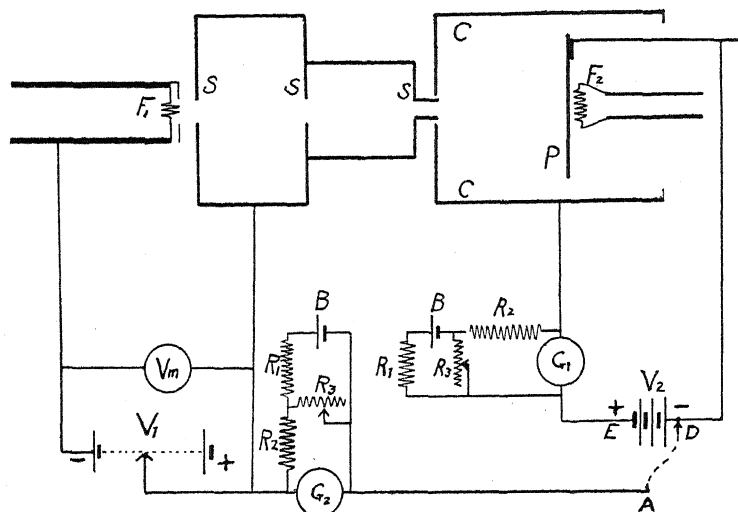 C
S
S
S
F₁
F₂
P
C
B
B
R₂
R₁
R₃
R₁
R₃
G₁
Vm
V₁
V₂
+
−
E
D
−
+
R₂
G₂
A